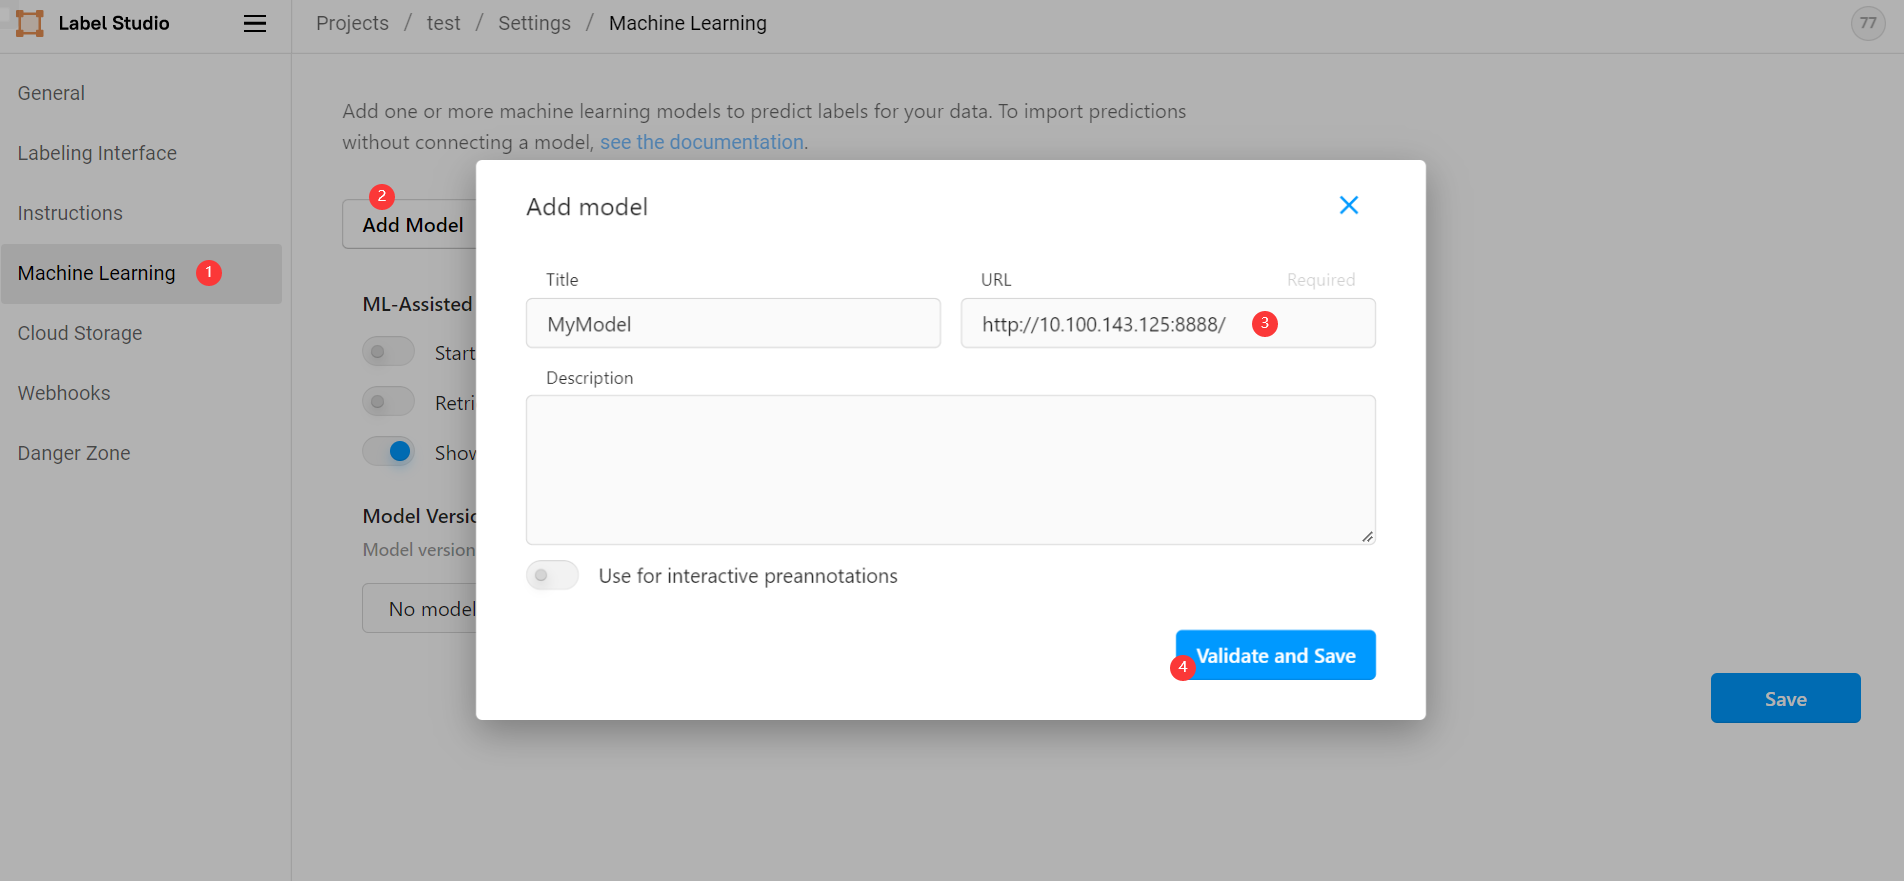 Label Studio
Projects / test / Settings / Machine Learning
77
General
Labeling Interface
Instructions
Machine Learning 1
Cloud Storage
Webhooks
Danger Zone
Add one or more machine learning models to predict labels for your data. To import predictions
without connecting a model, see the documentation.
2
Add Model
ML-Assisted
Start
Retri
Show
Model Versio
Model version
No model
Add model
Title
URL Required
MyModel
http://10.100.143.125:8888/ 3
Description
Use for interactive preannotations
4 Validate and Save
Save